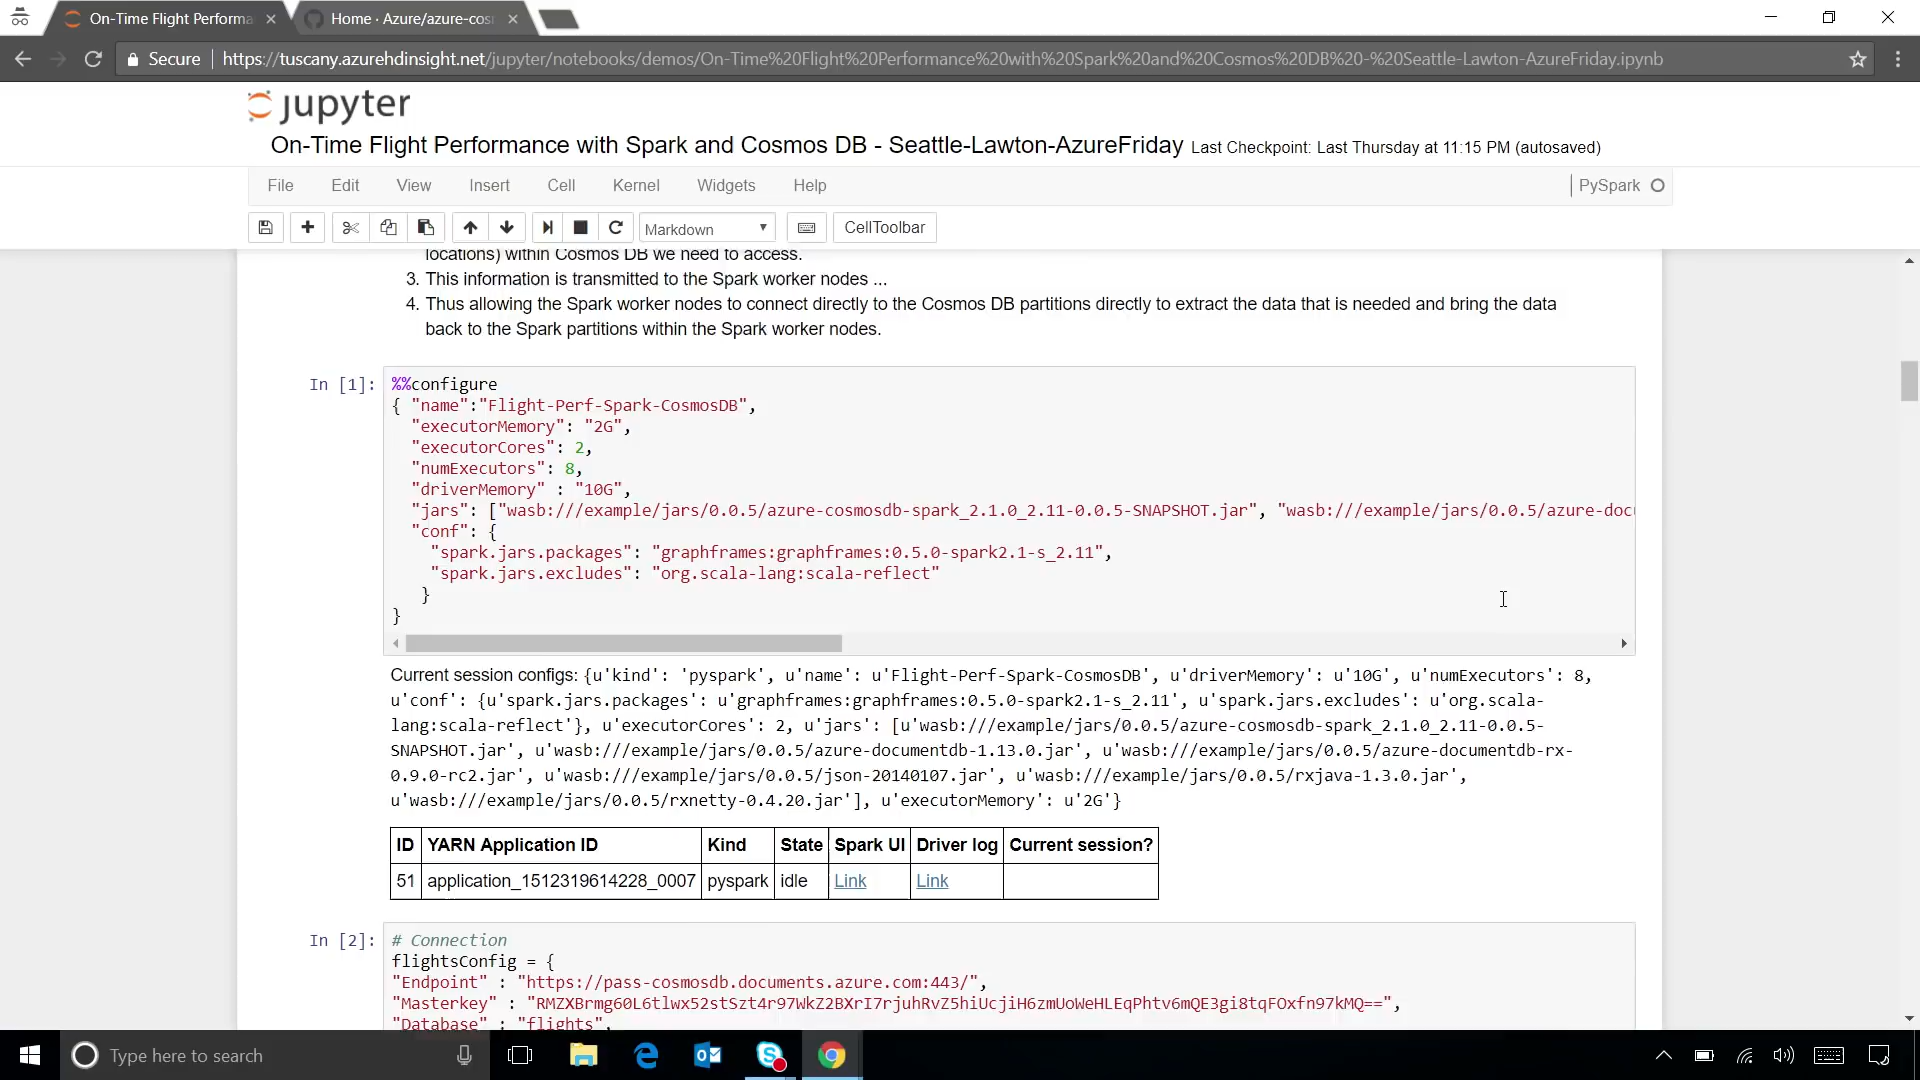 On-Time Flight Performa
Home · Azure/azure-cos
Secure
https://tuscany.azurehdinsight.net/jupyter/notebooks/demos/On-Time%20Flight%20Performance%20with%20Spark%20and%20Cosmos%20DB%20-%20Seattle-Lawton-AzureFriday.ipynb
jupyter
On-Time Flight Performance with Spark and Cosmos DB - Seattle-Lawton-AzureFriday Last Checkpoint: Last Thursday at 11:15 PM (autosaved)
File Edit View Insert Cell Kernel Widgets Help PySpark
Markdown CellToolbar
locations) within Cosmos DB we need to access.
3. This information is transmitted to the Spark worker nodes ...
4. Thus allowing the Spark worker nodes to connect directly to the Cosmos DB partitions directly to extract the data that is needed and bring the data
back to the Spark partitions within the Spark worker nodes.
In [1]: %%configure
{ "name":"Flight-Perf-Spark-CosmosDB",
"executorMemory": "2G",
"executorCores": 2,
"numExecutors": 8,
"driverMemory" : "10G",
"jars": ["wasb:///example/jars/0.0.5/azure-cosmosdb-spark_2.1.0_2.11-0.0.5-SNAPSHOT.jar", "wasb:///example/jars/0.0.5/azure-doc
"conf": {
"spark.jars.packages": "graphframes:graphframes:0.5.0-spark2.1-s_2.11",
"spark.jars.excludes": "org.scala-lang:scala-reflect"
}
}
Current session configs: {u'kind': 'pyspark', u'name': u'Flight-Perf-Spark-CosmosDB', u'driverMemory': u'10G', u'numExecutors': 8,
u'conf': {u'spark.jars.packages': u'graphframes:graphframes:0.5.0-spark2.1-s_2.11', u'spark.jars.excludes': u'org.scala-
lang:scala-reflect'}, u'executorCores': 2, u'jars': [u'wasb:///example/jars/0.0.5/azure-cosmosdb-spark_2.1.0_2.11-0.0.5-
SNAPSHOT.jar', u'wasb:///example/jars/0.0.5/azure-documentdb-1.13.0.jar', u'wasb:///example/jars/0.0.5/azure-documentdb-rx-
0.9.0-rc2.jar', u'wasb:///example/jars/0.0.5/json-20140107.jar', u'wasb:///example/jars/0.0.5/rxjava-1.3.0.jar',
u'wasb:///example/jars/0.0.5/rxnetty-0.4.20.jar'], u'executorMemory': u'2G'}
ID YARN Application ID Kind State Spark UI Driver log Current session?
51 application_1512319614228_0007 pyspark idle Link Link
In [2]: # Connection
flightsConfig = {
"Endpoint" : "https://pass-cosmosdb.documents.azure.com:443/",
"Masterkey" : "RMZXBrmg60L6tlwx52stSzt4r97WkZ2BXrI7rjuhRvZ5hiUcjiH6zmUoWeHLEqPhtv6mQE3gi8tqFOxfn97kMQ==",
"Database" : "flights",
Type here to search